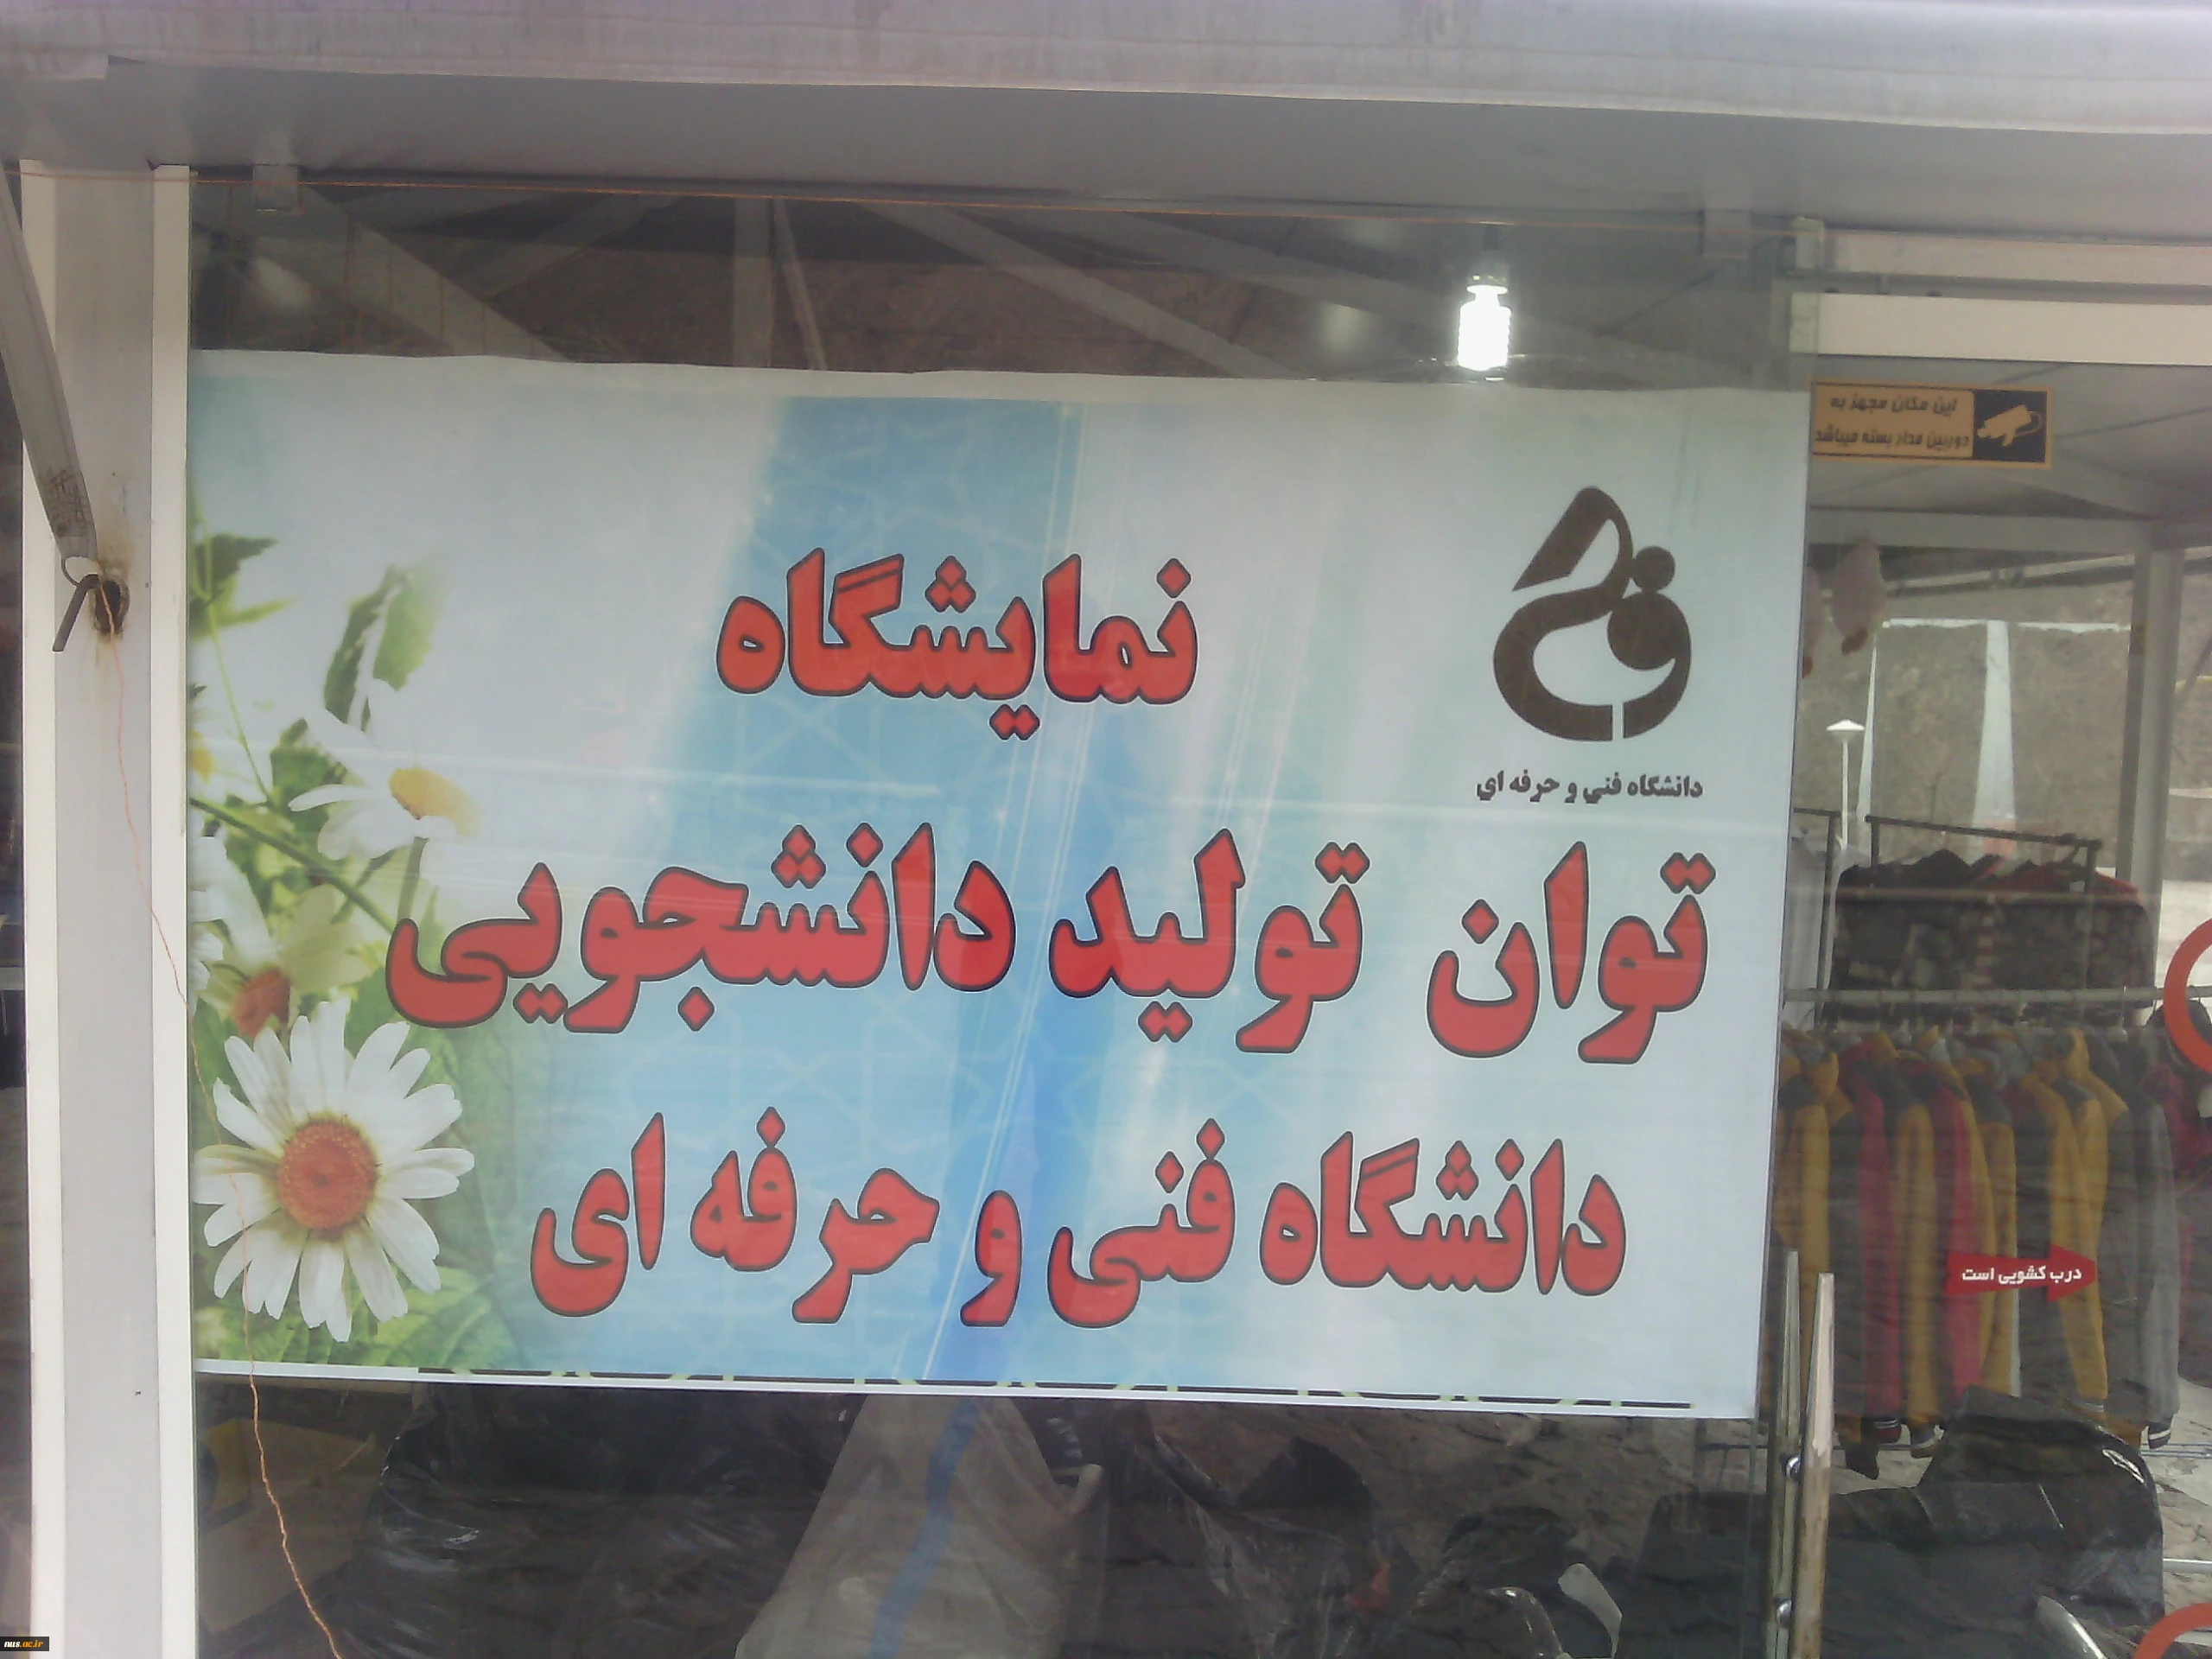 دانشگاه فني و حرفه اي
نمایشگاه
توان تولید دانشجویی
دانشگاه فنی و حرفه ای
این مکان مجهز به
دوربین مدار بسته میباشد
درب کشویی است
nus.ac.ir